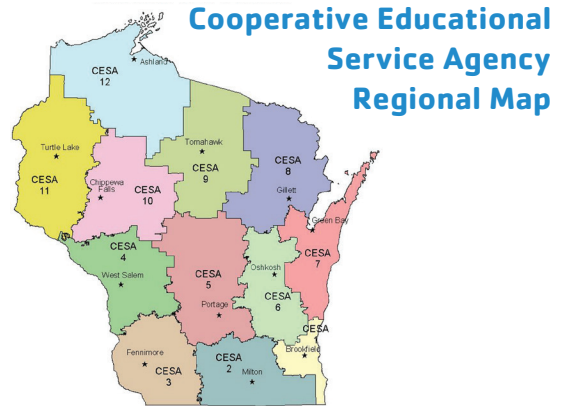 Cooperative Educational
Service Agency
Regional Map
CESA
12
Ashland
Turtle Lake
CESA
11
Tomahawk
CESA
9
CESA
8
Gillett
Chippewa
Falls
CESA
10
Green Bay
CESA
7
CESA
4
West Salem
CESA
5
Portage
Oshkosh
CESA
6
CESA
Brookfield
Fennimore
CESA
3
CESA
2
Milton